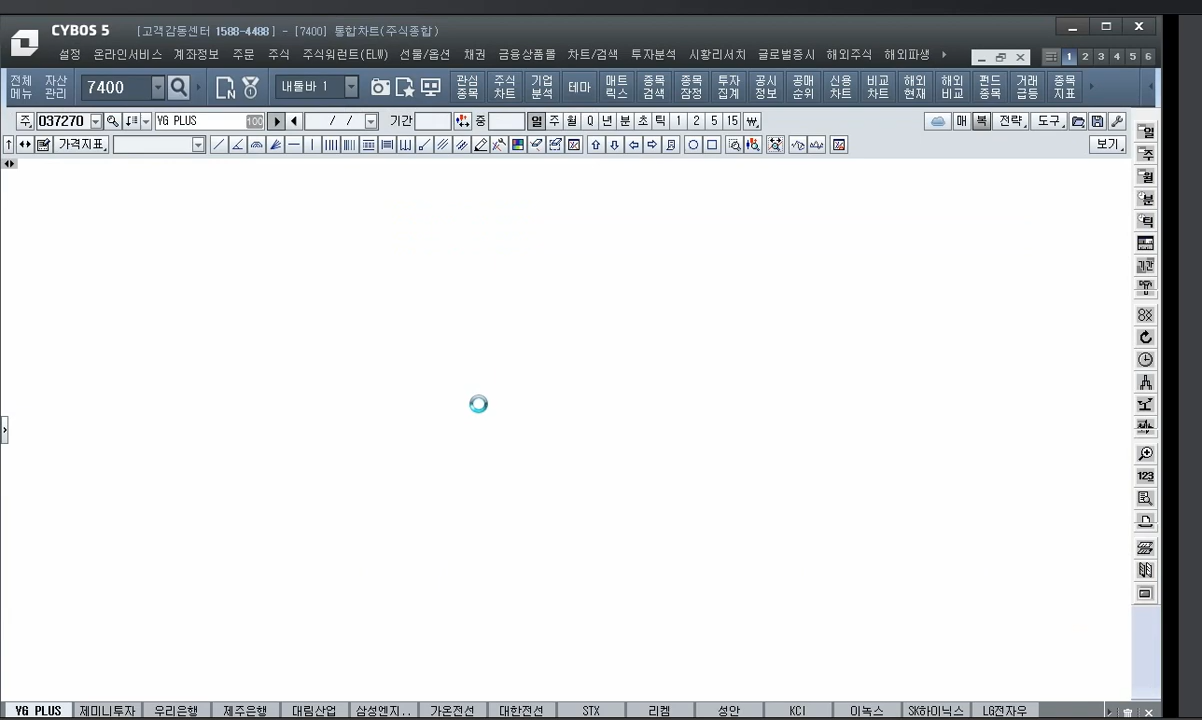 CYBOS 5 [고객감동센터 1588-4488] - [7400] 통합차트(주식종합)
설정 온라인서비스 계좌정보 주문 주식 주식워런트(ELW) 선물/옵션 채권 금융상품몰 차트/검색 투자분석 시황리서치 글로벌증시 해외주식 해외파생 1 2 3 4 5 6
전체 자산 관심 주식 기업 매트 종목 종목 투자 공시 공매 신용 비교 해외 해외 펀드 거래 종목
7400 내툴바 1 테마
메뉴 관리 종목 차트 분석 릭스 검색 잠정 집계 정보 순위 차트 차트 현재 비교 종목 급등 지표
주 037270 YG PLUS 100 / / 기간 중 일 주 월 Q 년 분 초 틱 1 2 5 15 매 복 전략 도구
가격지표 보기
일
주
월
분
틱
기간
123
YG PLUS 제미니투자 우리은행 제주은행 대림산업 삼성엔지.. 가온전선 대한전선 STX 리켐 성안 KCI 이녹스 SK하이닉스 LG전자우